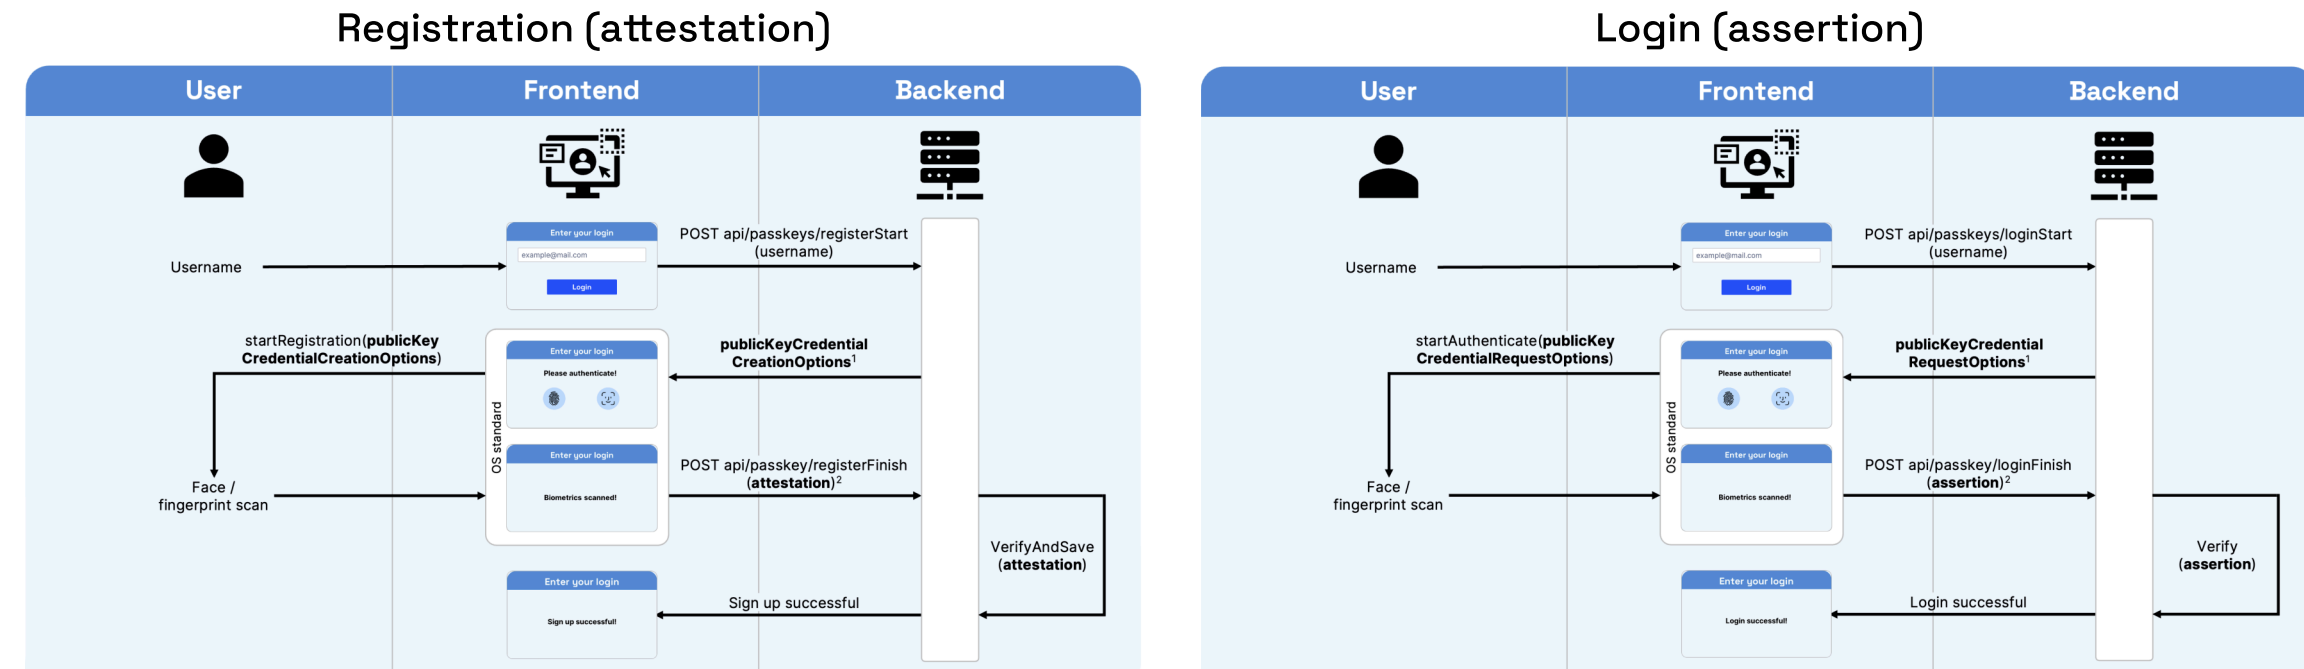 Registration (attestation)
User
Frontend
Backend
Enter your login
example@mail.com
Login
Username
POST api/passkeys/registerStart
(username)
startRegistration(publicKey
CredentialCreationOptions)
publicKeyCredential
CreationOptions¹
OS standard
Enter your login
Please authenticate!
Enter your login
Biometrics scanned!
Face /
fingerprint scan
POST api/passkey/registerFinish
(attestation)²
VerifyAndSave
(attestation)
Sign up successful
Enter your login
Sign up successful!
Login (assertion)
User
Frontend
Backend
Enter your login
example@mail.com
Login
Username
POST api/passkeys/loginStart
(username)
startAuthenticate(publicKey
CredentialRequestOptions)
publicKeyCredential
RequestOptions¹
OS standard
Enter your login
Please authenticate!
Enter your login
Biometrics scanned!
Face /
fingerprint scan
POST api/passkey/loginFinish
(assertion)²
Verify
(assertion)
Login successful
Enter your login
Login successful!